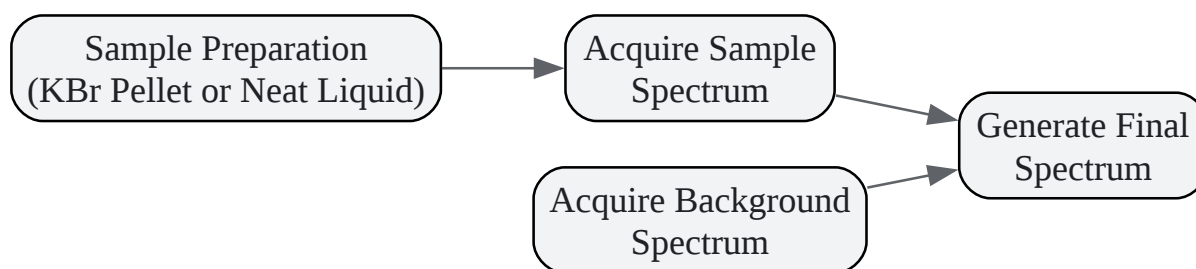 Sample Preparation
(KBr Pellet or Neat Liquid)
Acquire Sample
Spectrum
Acquire Background
Spectrum
Generate Final
Spectrum